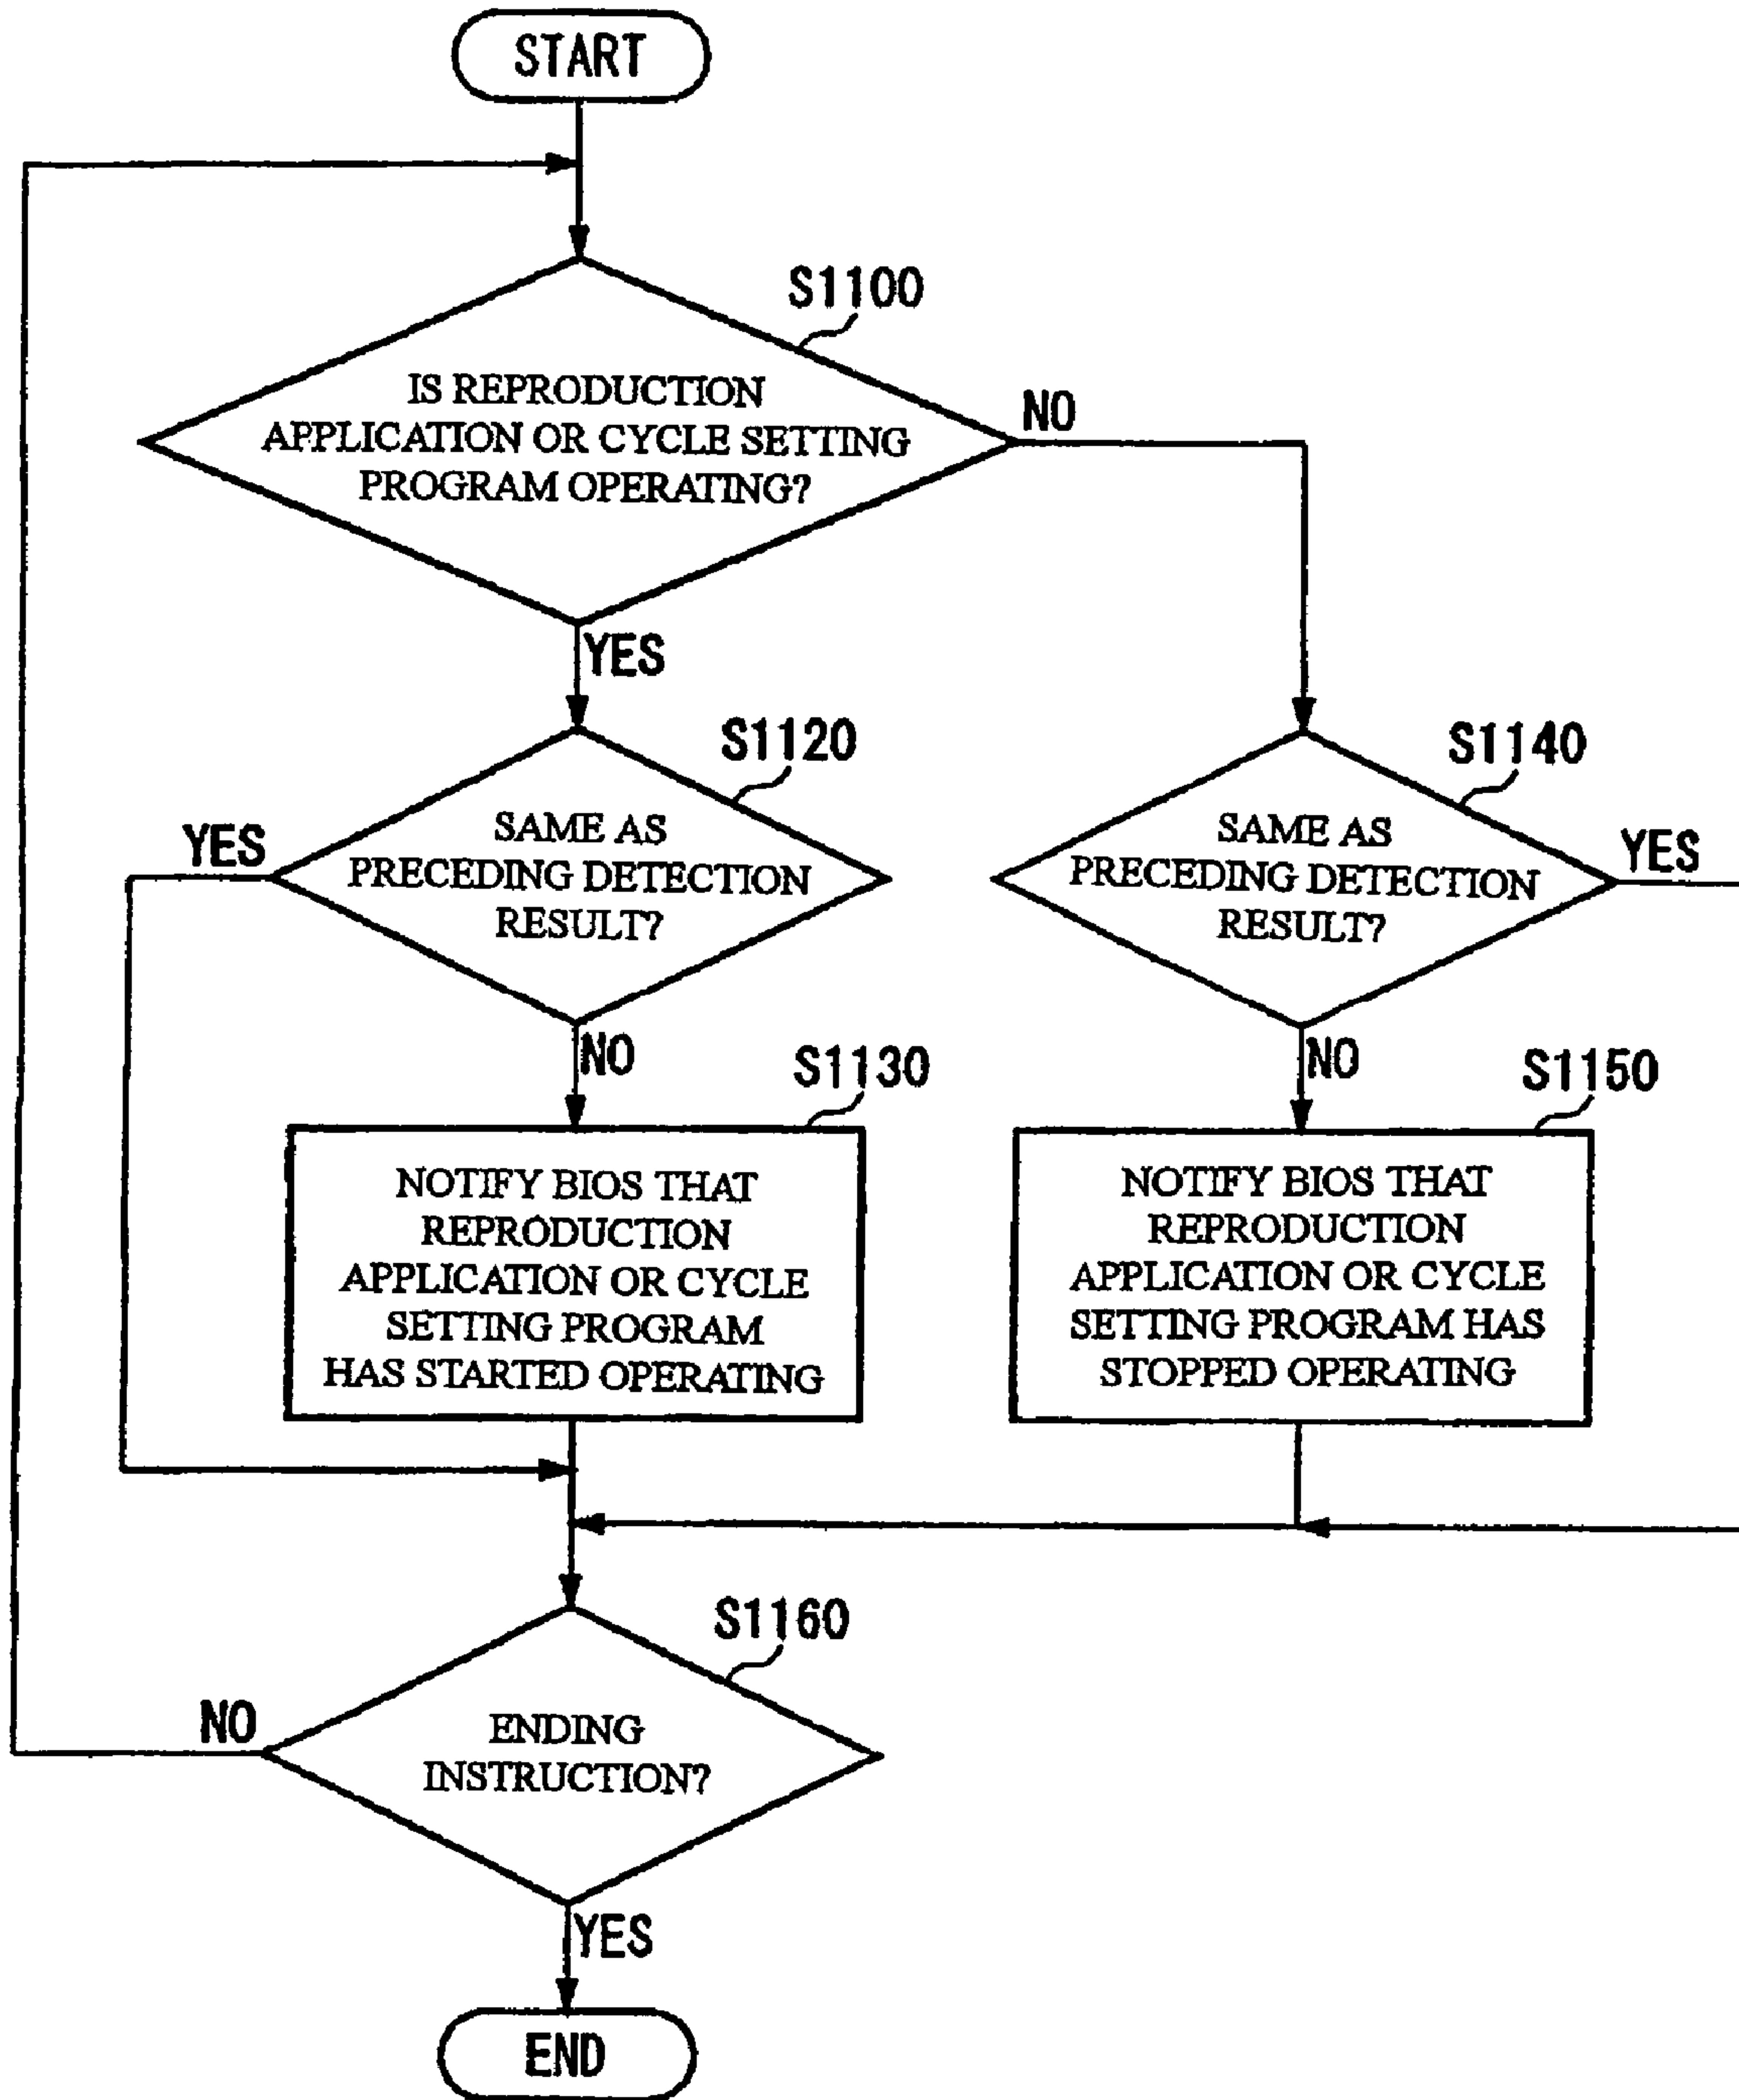 START
S1100
IS REPRODUCTION
APPLICATION OR CYCLE SETTING
PROGRAM OPERATING?
NO
YES
S1120
SAME AS
PRECEDING DETECTION
RESULT?
YES
NO
S1140
SAME AS
PRECEDING DETECTION
RESULT?
YES
NO
S1130
NOTIFY BIOS THAT
REPRODUCTION
APPLICATION OR CYCLE
SETTING PROGRAM
HAS STARTED OPERATING
S1150
NOTIFY BIOS THAT
REPRODUCTION
APPLICATION OR CYCLE
SETTING PROGRAM HAS
STOPPED OPERATING
S1160
ENDING
INSTRUCTION?
NO
YES
END